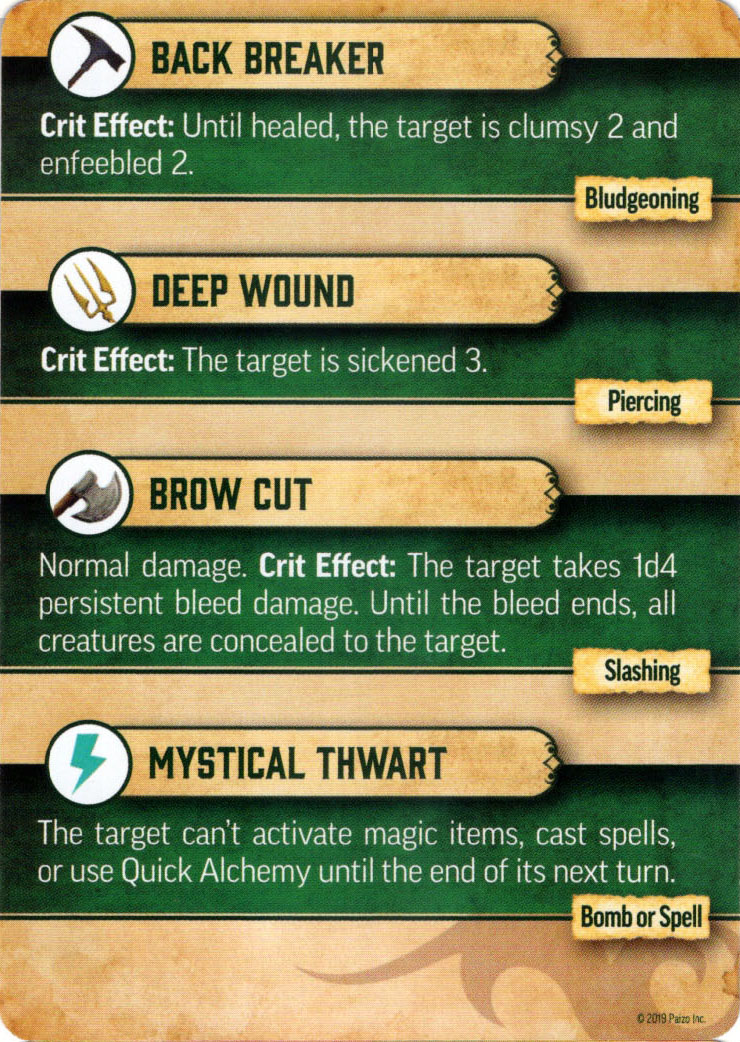 BACK BREAKER
Crit Effect: Until healed, the target is clumsy 2 and
enfeebled 2.
Bludgeoning
DEEP WOUND
Crit Effect: The target is sickened 3.
Piercing
BROW CUT
Normal damage. Crit Effect: The target takes 1d4
persistent bleed damage. Until the bleed ends, all
creatures are concealed to the target.
Slashing
MYSTICAL THWART
The target can't activate magic items, cast spells,
or use Quick Alchemy until the end of its next turn.
Bomb or Spell
© 2019 Paizo Inc.